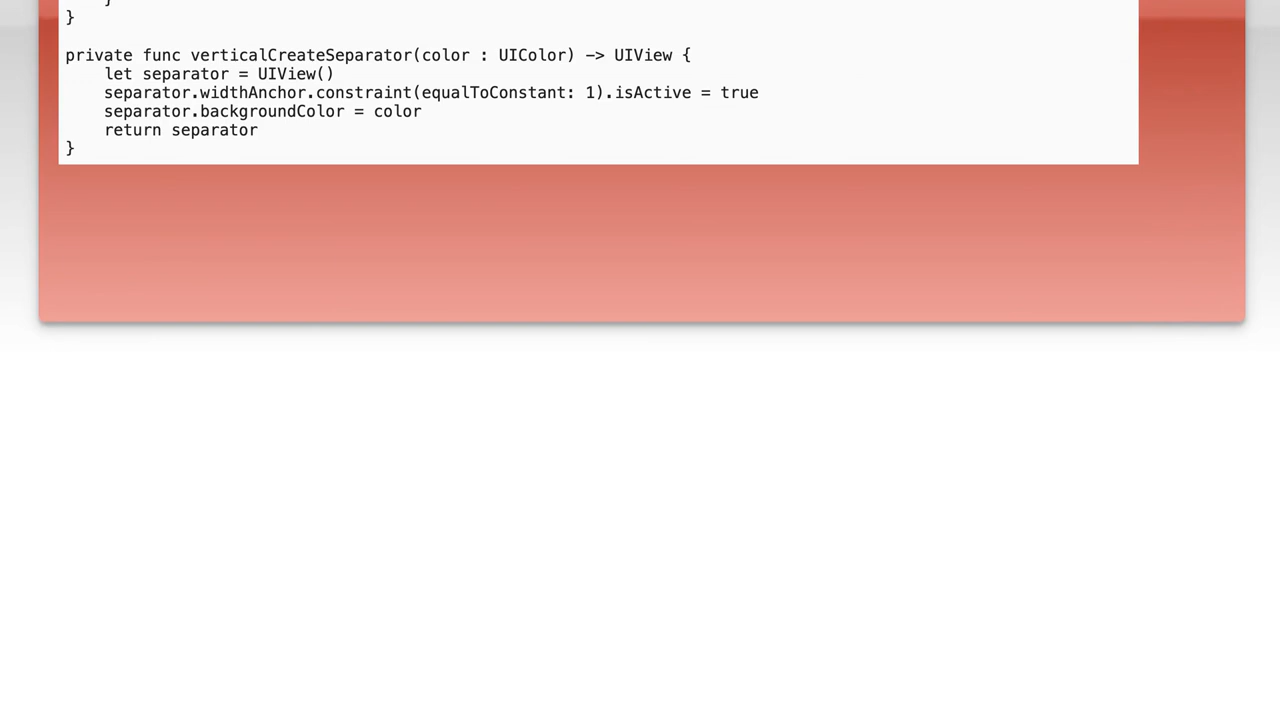 }
}
private func verticalCreateSeparator(color : UIColor) -> UIView {
    let separator = UIView()
    separator.widthAnchor.constraint(equalToConstant: 1).isActive = true
    separator.backgroundColor = color
    return separator
}